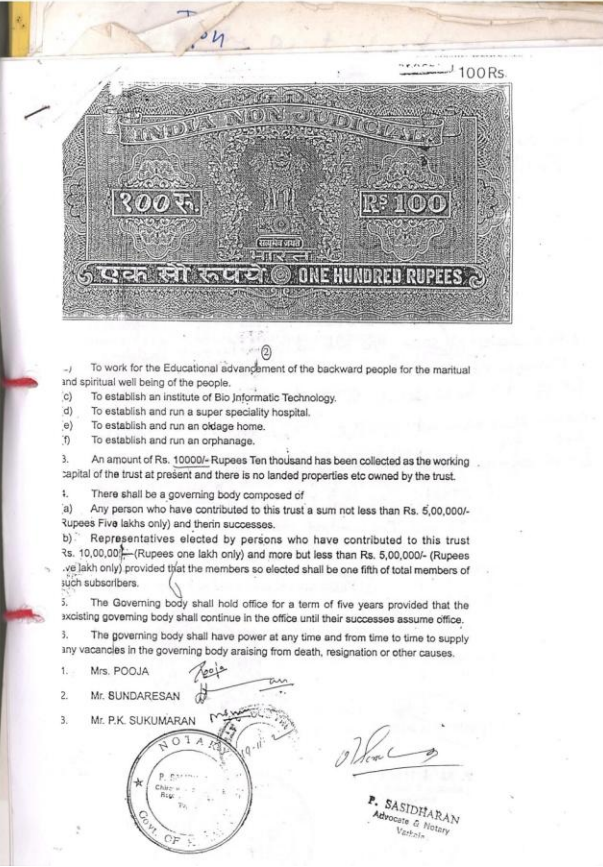 100Rs.
INDIA NON JUDICIAL
१००रु.
Rs 100
सत्यमेव जयते
भारत
एक सौ रुपये
ONE HUNDRED RUPEES
2
To work for the Educational advancement of the backward people for the maritual
and spiritual well being of the people.
c) To establish an institute of Bio Informatic Technology.
d) To establish and run a super speciality hospital.
e) To establish and run an oldage home.
f) To establish and run an orphanage.
3. An amount of Rs. 10000/- Rupees Ten thousand has been collected as the working
capital of the trust at present and there is no landed properties etc owned by the trust.
4. There shall be a governing body composed of
a) Any person who have contributed to this trust a sum not less than Rs. 5,00,000/-
Rupees Five lakhs only) and therin successes.
b) Representatives elected by persons who have contributed to this trust
Rs. 10,00,00/- (Rupees one lakh only) and more but less than Rs. 5,00,000/- (Rupees
ve lakh only) provided that the members so elected shall be one fifth of total members of
such subscribers.
5. The Governing body shall hold office for a term of five years provided that the
excisting governing body shall continue in the office until their successes assume office.
The governing body shall have power at any time and from time to time to supply
any vacancies in the governing body araising from death, resignation or other causes.
1. Mrs. POOJA Pooja
2. Mr. SUNDARESAN
3. Mr. P.K. SUKUMARAN
NOTARY
Govt. OF
P. SASIDHARAN
Advocate & Notary
Varkala